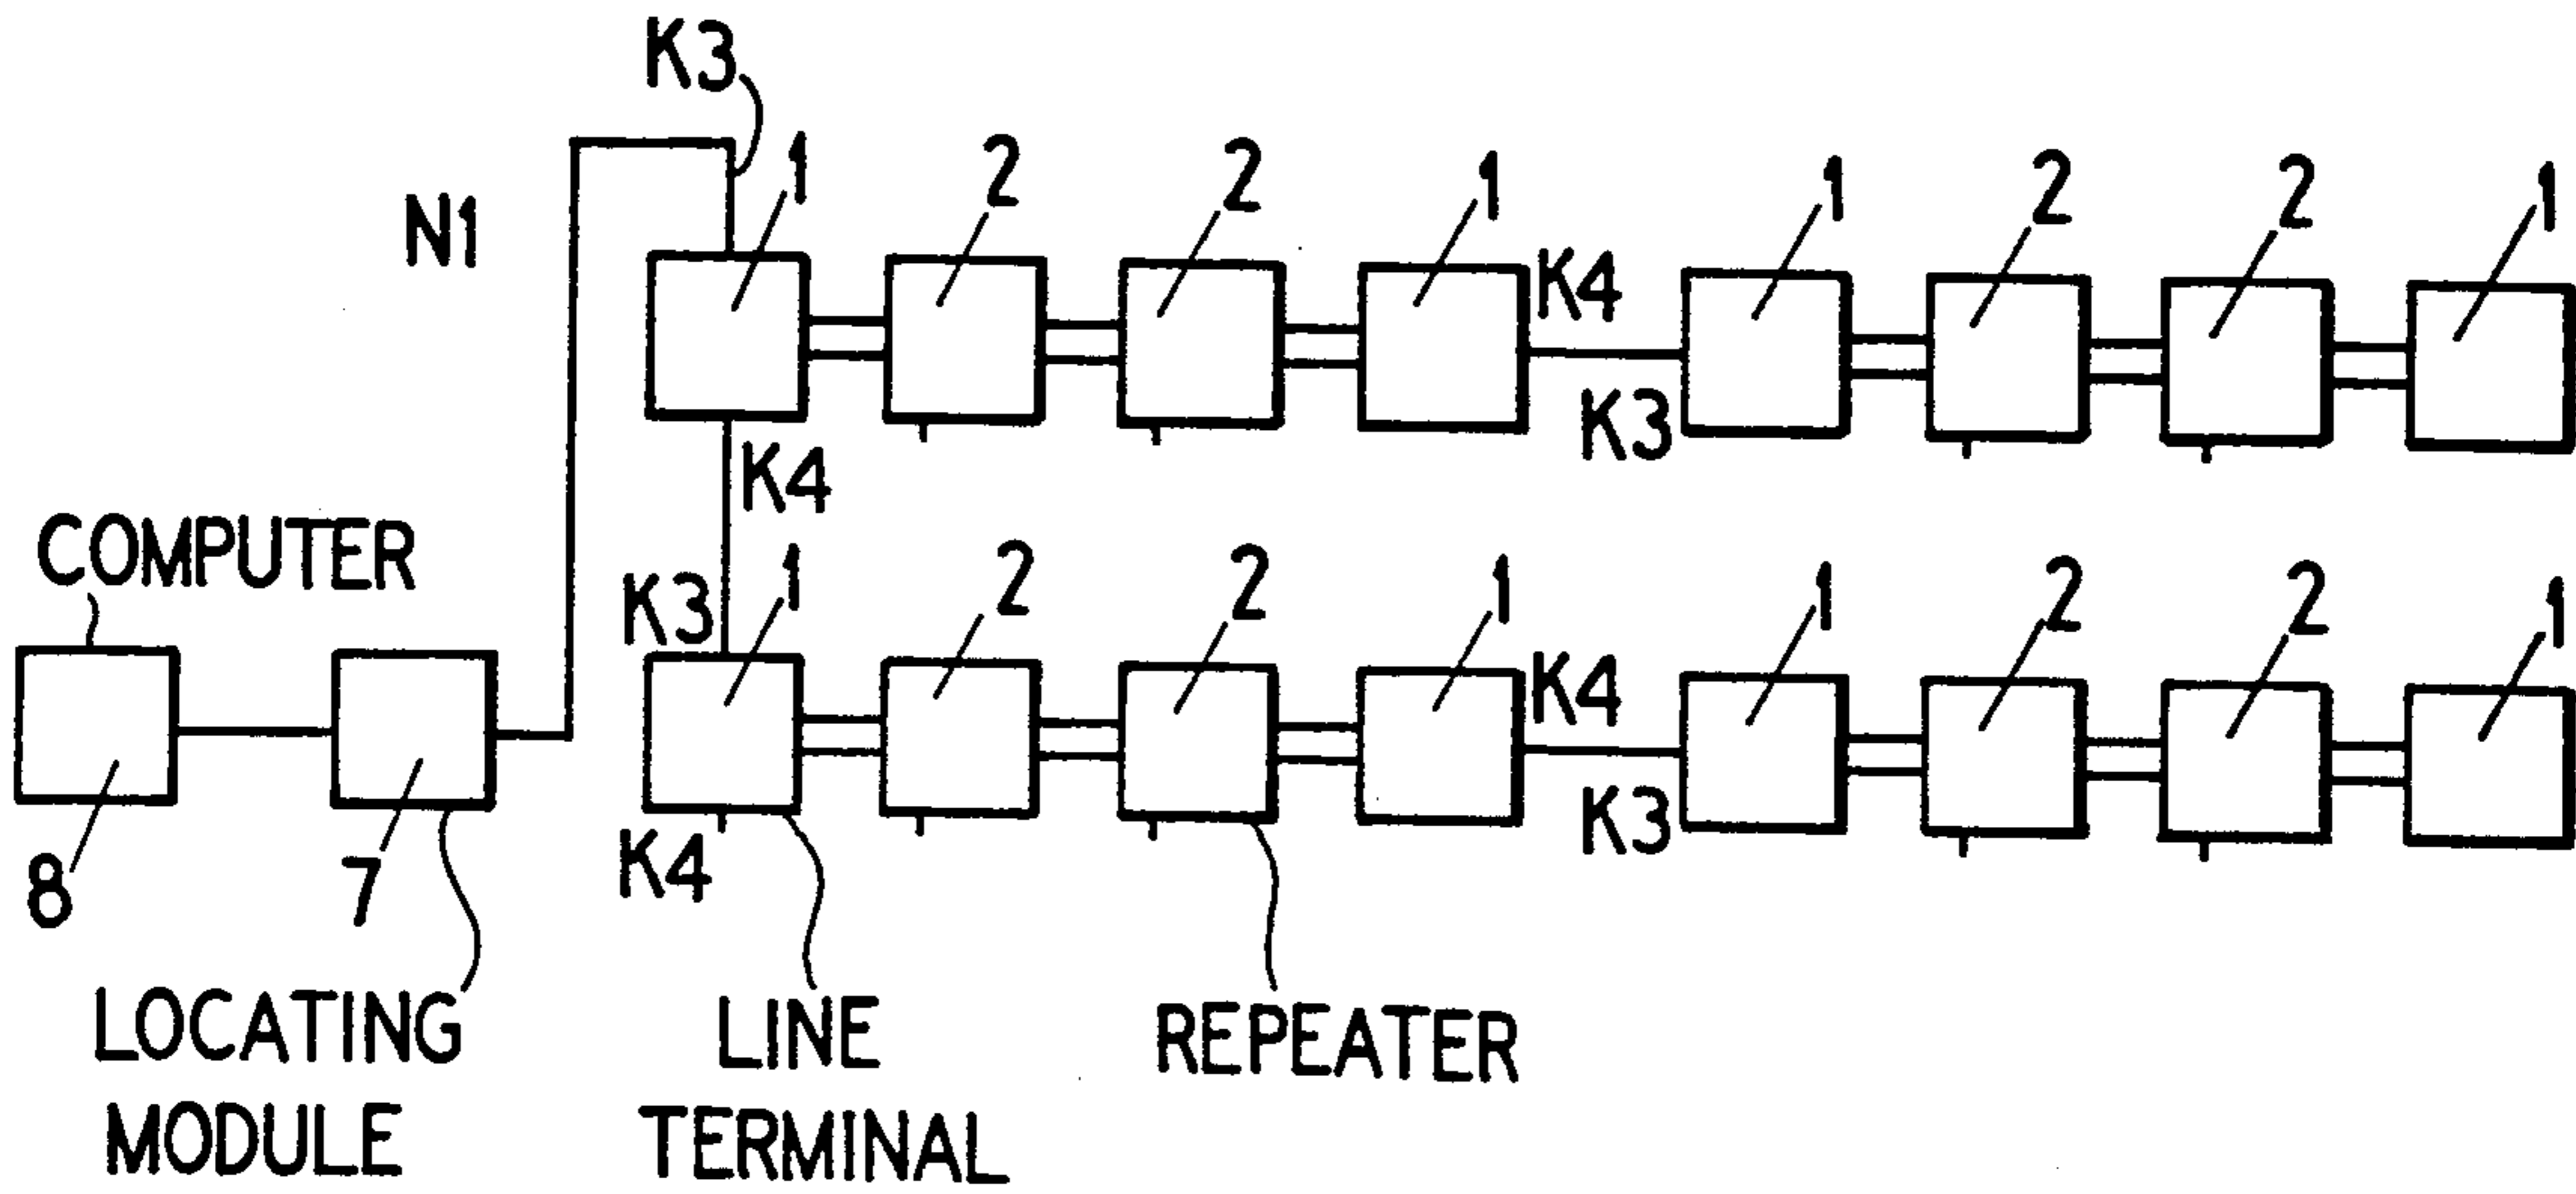 K3
N1 1 2 2 1 1 2 2 1
K4
K3
K4
COMPUTER
K3 1 2 2 1 1 2 2 1
K4
K3
8 7 K4
LOCATING MODULE
LINE TERMINAL
REPEATER